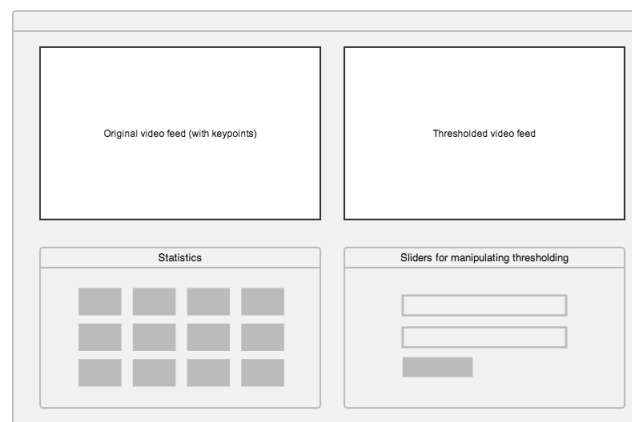 Original video feed (with keypoints)
Thresholded video feed
Statistics
Sliders for manipulating thresholding